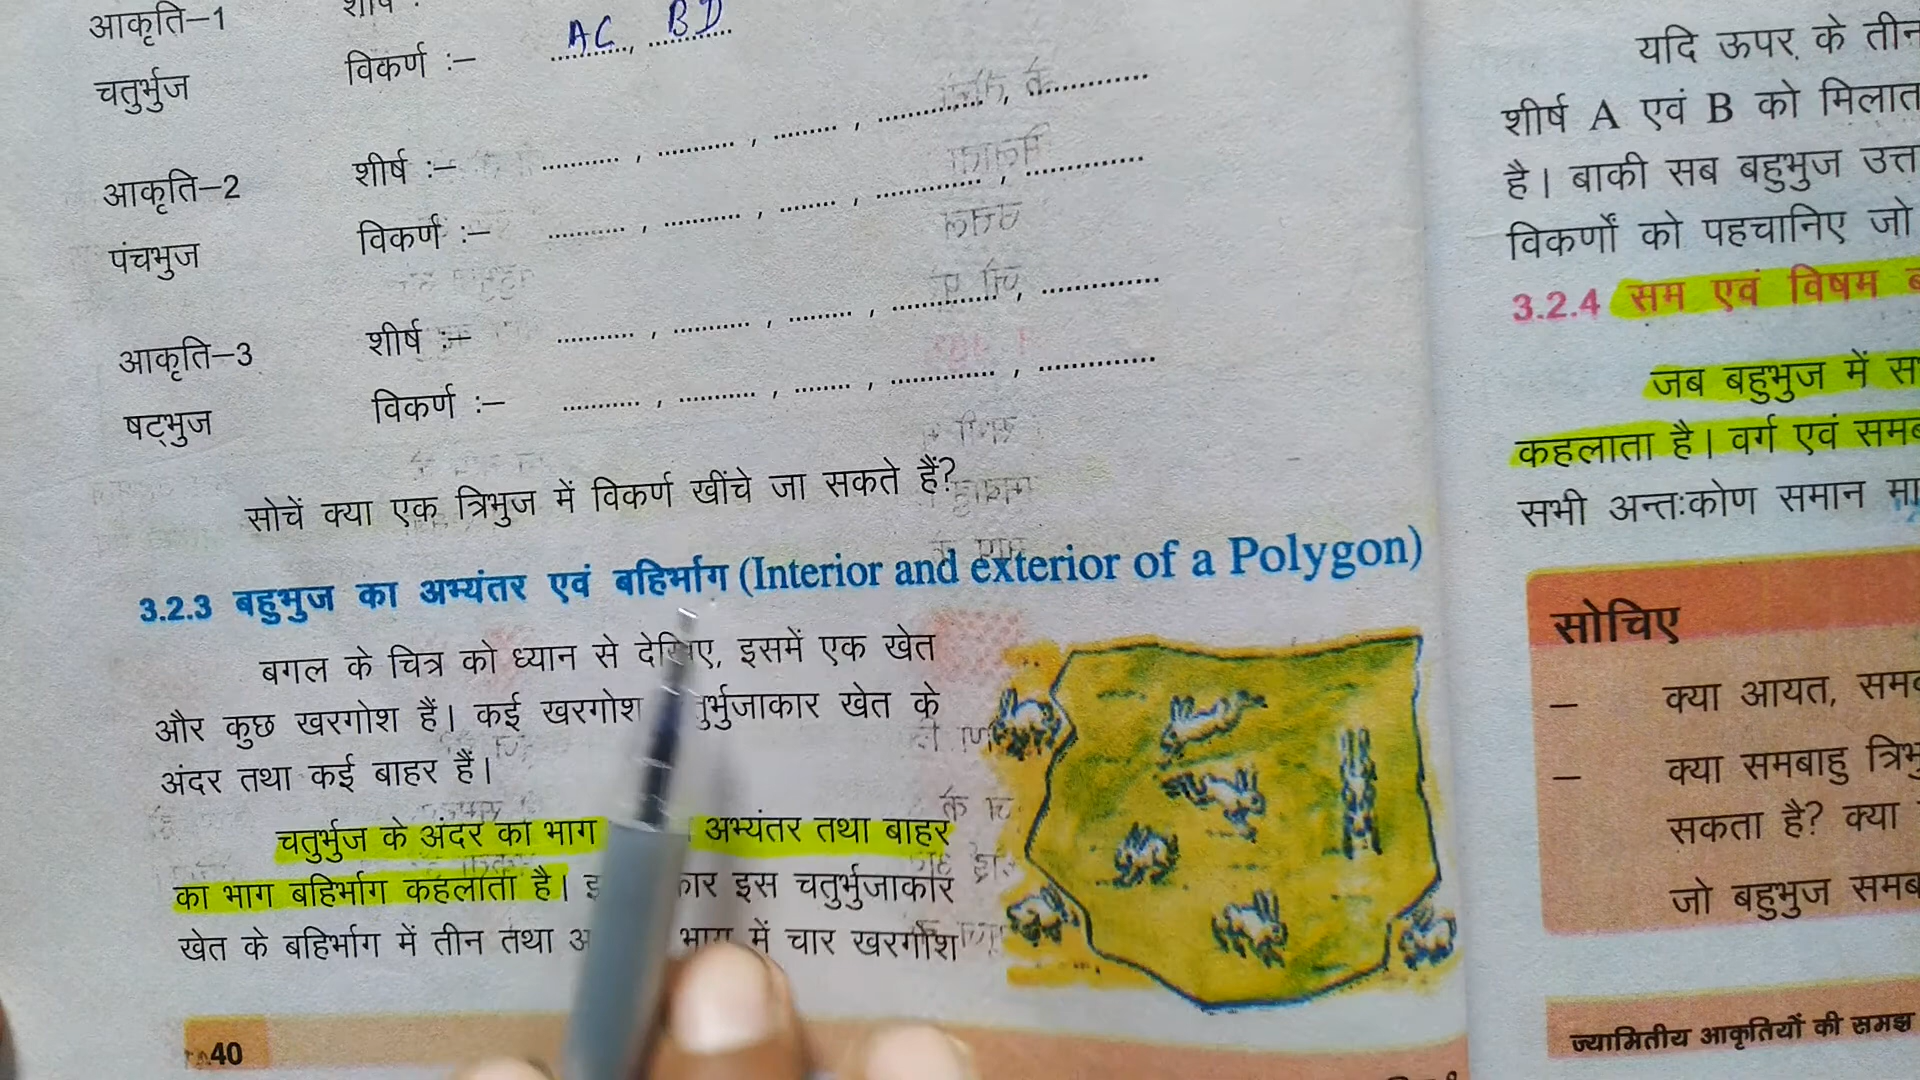 आकृति–1
विकर्ण :– AC, BD
चतुर्भुज
शीर्ष :– .........., .........., ........, .............., ...............
आकृति–2
विकर्ण :– .........., .........., ........, .............., ...............
पंचभुज
शीर्ष :– .........., .........., ........, .............., ...............
आकृति–3
विकर्ण :– .........., .........., ........, .............., ...............
षट्भुज
सोचें क्या एक त्रिभुज में विकर्ण खींचे जा सकते हैं?
3.2.3 बहुभुज का अभ्यंतर एवं बहिर्भाग (Interior and exterior of a Polygon)
बगल के चित्र को ध्यान से देखिए, इसमें एक खेत
और कुछ खरगोश हैं। कई खरगोश र्भुजाकार खेत के
अंदर तथा कई बाहर हैं।
चतुर्भुज के अंदर का भाग अभ्यंतर तथा बाहर
का भाग बहिर्भाग कहलाता है। इस चतुर्भुजाकार
खेत के बहिर्भाग में तीन तथा भाग में चार खरगोश
40
यदि ऊपर के तीन
शीर्ष A एवं B को मिलात
है। बाकी सब बहुभुज उत्त
विकर्णों को पहचानिए जो
3.2.4 सम एवं विषम ब
जब बहुभुज में स
कहलाता है। वर्ग एवं समब
सभी अन्तःकोण समान मा
सोचिए
– क्या आयत, समच
– क्या समबाहु त्रिभु
सकता है? क्या
जो बहुभुज समब
ज्यामितीय आकृतियों की समझ